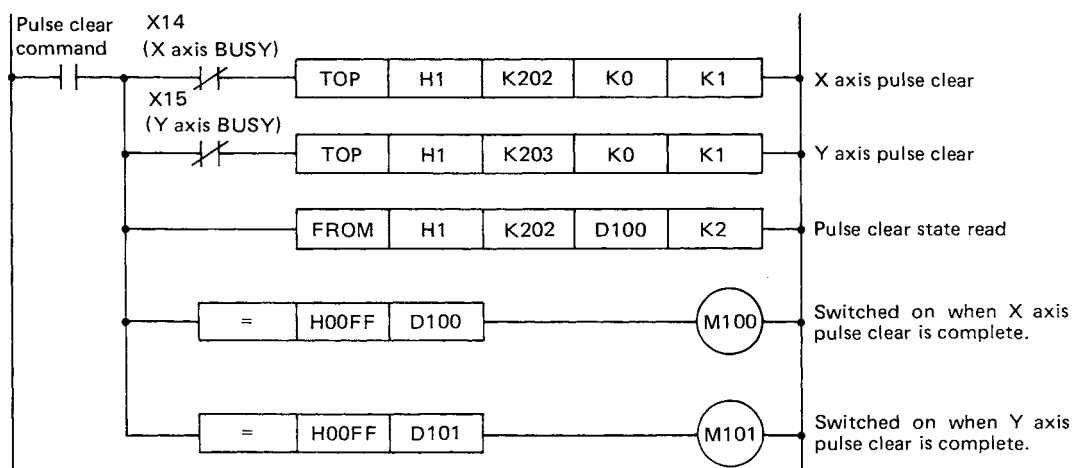 Pulse clear
command
X14
(X axis BUSY)
TOP H1 K202 K0 K1
X axis pulse clear
X15
(Y axis BUSY)
TOP H1 K203 K0 K1
Y axis pulse clear
FROM H1 K202 D100 K2
Pulse clear state read
= H00FF D100
M100
Switched on when X axis
pulse clear is complete.
= H00FF D101
M101
Switched on when Y axis
pulse clear is complete.